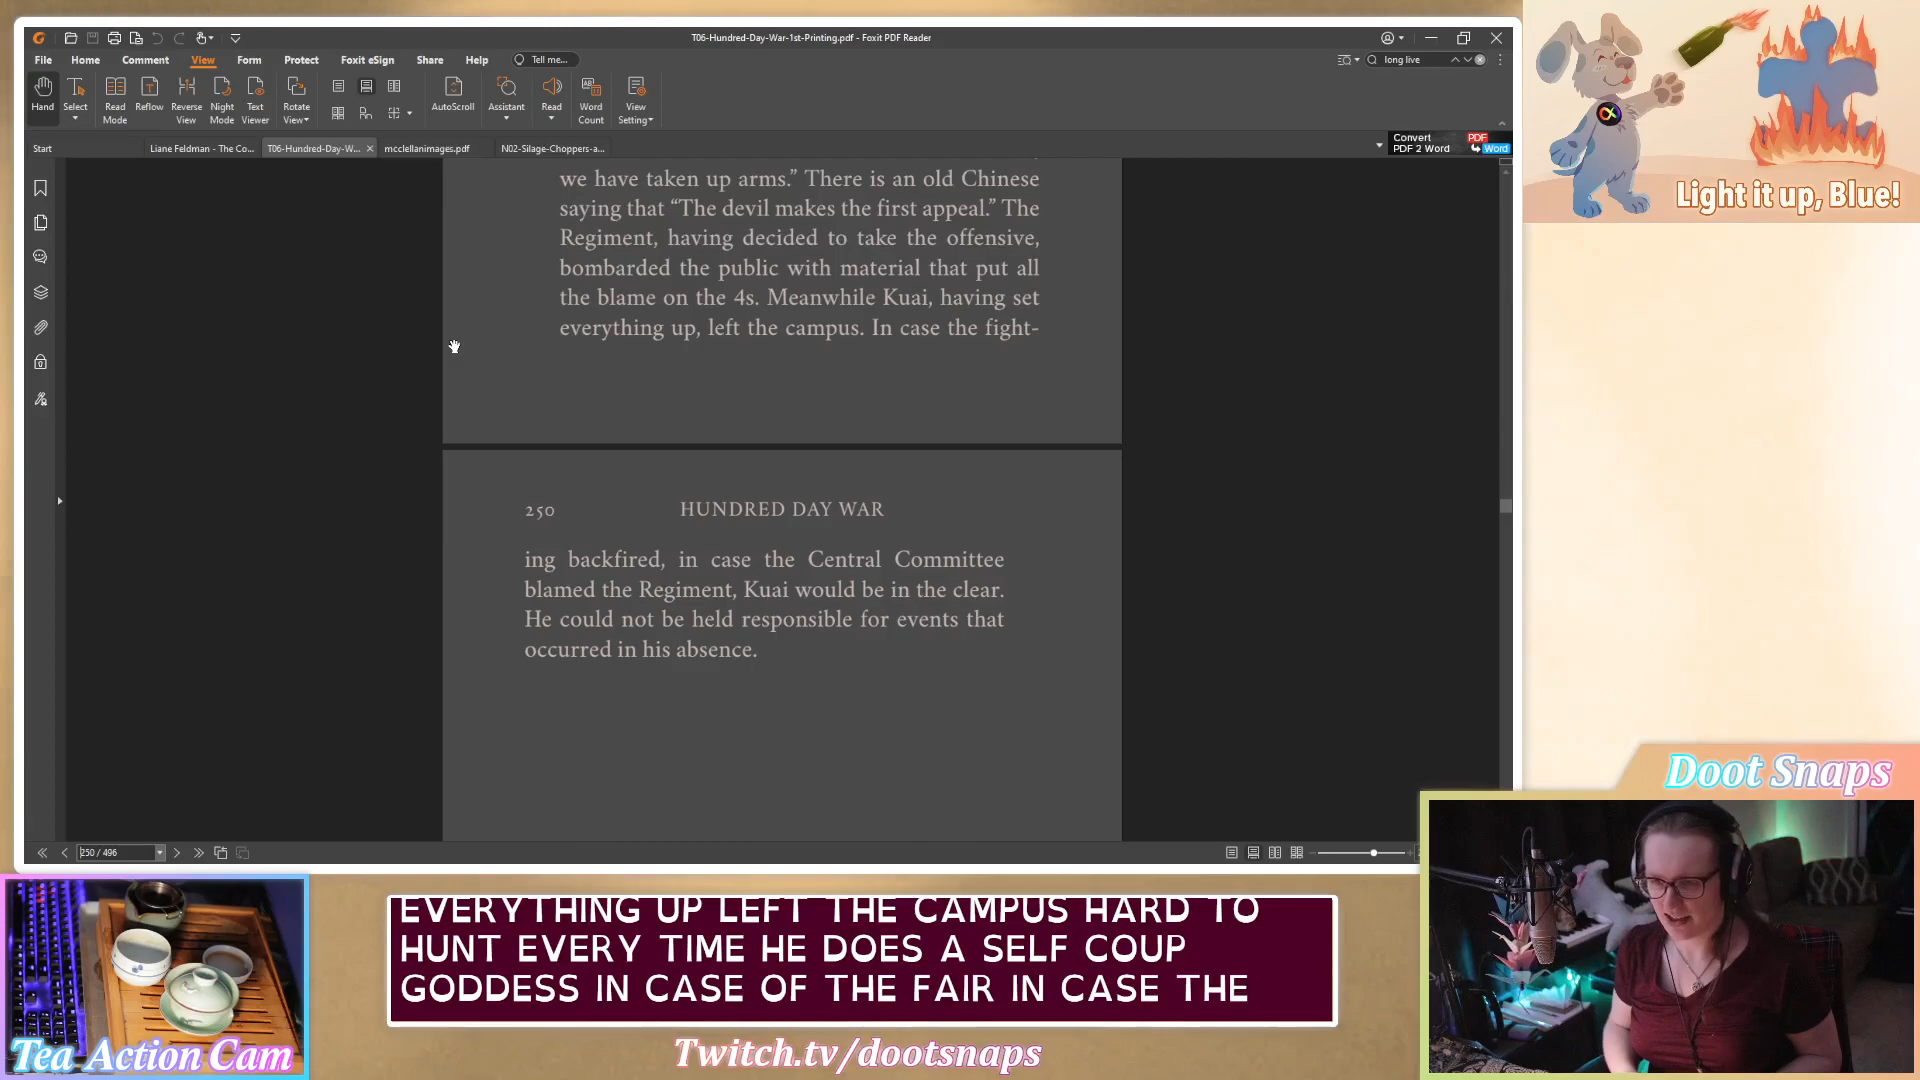 T06-Hundred-Day-War-1st-Printing.pdf - Foxit PDF Reader
File Home Comment View Form Protect Foxit eSign Share Help Tell me... long live
Hand Select Read Mode Reflow Reverse View Night Mode Text Viewer Rotate View AutoScroll Assistant Read Word Count View Setting
Start Liane Feldman - The Co... T06-Hundred-Day-W... mcclellanimages.pdf N02-Silage-Choppers-a... Convert PDF 2 Word PDF Word
we have taken up arms.” There is an old Chinese
saying that “The devil makes the first appeal.” The
Regiment, having decided to take the offensive,
bombarded the public with material that put all
the blame on the 4s. Meanwhile Kuai, having set
everything up, left the campus. In case the fight-
250 HUNDRED DAY WAR
ing backfired, in case the Central Committee
blamed the Regiment, Kuai would be in the clear.
He could not be held responsible for events that
occurred in his absence.
250 / 496
Light it up, Blue!
Doot Snaps
EVERYTHING UP LEFT THE CAMPUS HARD TO
HUNT EVERY TIME HE DOES A SELF COUP
GODDESS IN CASE OF THE FAIR IN CASE THE
Tea Action Cam
Twitch.tv/dootsnaps